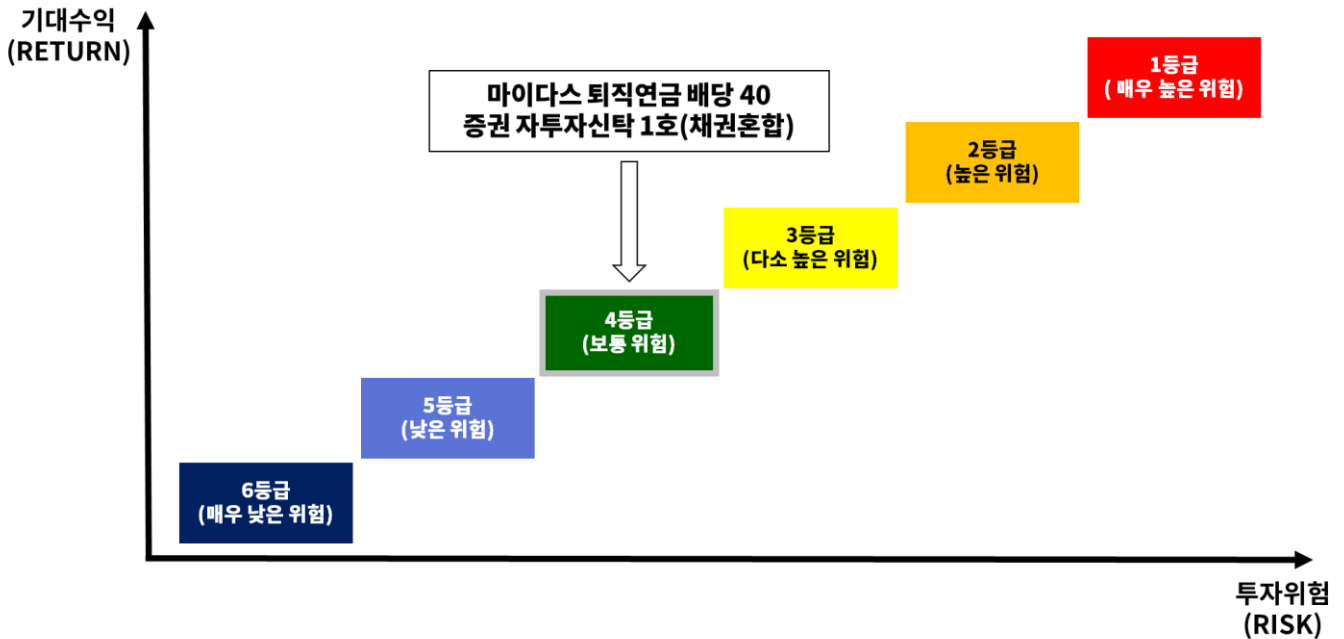 기대수익
(RETURN)
1등급
( 매우 높은 위험)
마이다스 퇴직연금 배당 40
증권 자투자신탁 1호(채권혼합)
2등급
(높은 위험)
3등급
(다소 높은 위험)
4등급
(보통 위험)
5등급
(낮은 위험)
6등급
(매우 낮은 위험)
투자위험
(RISK)